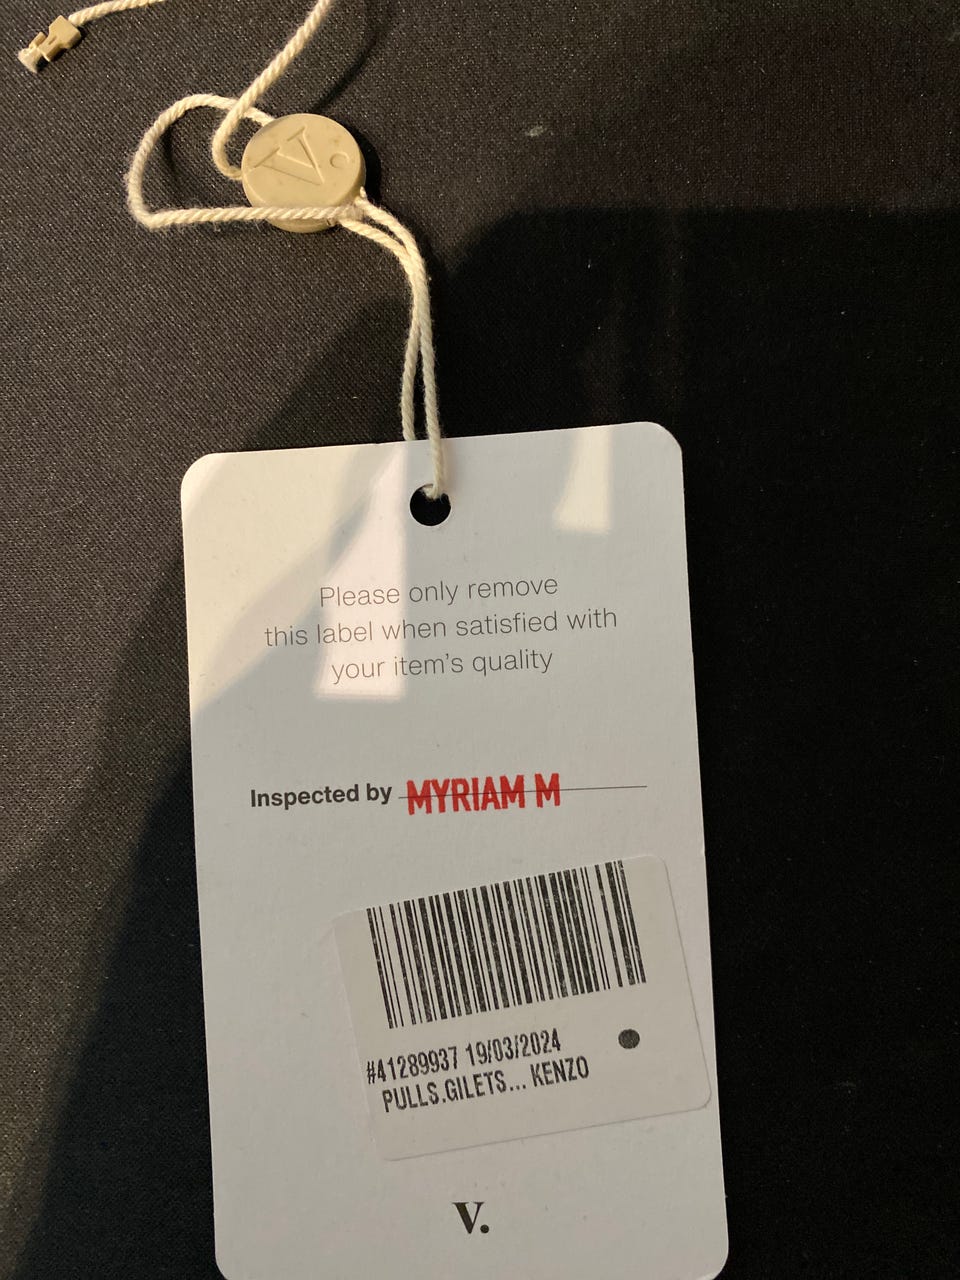 V.
Please only remove
this label when satisfied with
your item's quality
Inspected by MYRIAM M
#41289937 19/03/2024
PULLS.GILETS... KENZO
V.